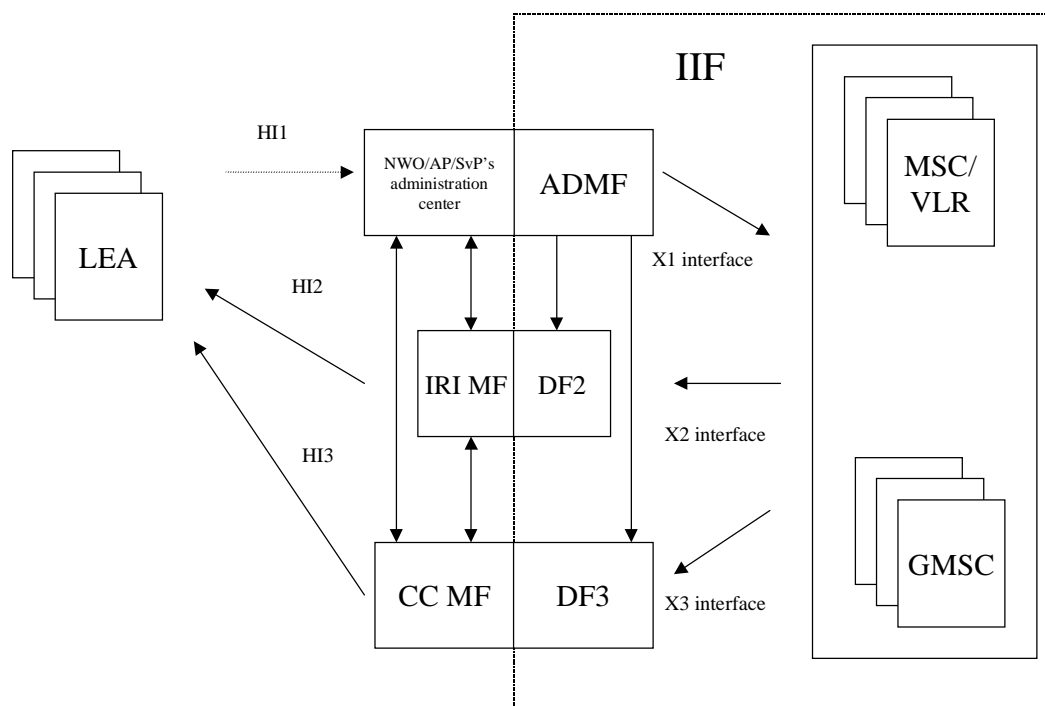 IIF
HI1
NWO/AP/SvP's
administration
center
ADMF
MSC/
VLR
LEA
X1 interface
HI2
IRI MF
DF2
X2 interface
HI3
CC MF
DF3
GMSC
X3 interface